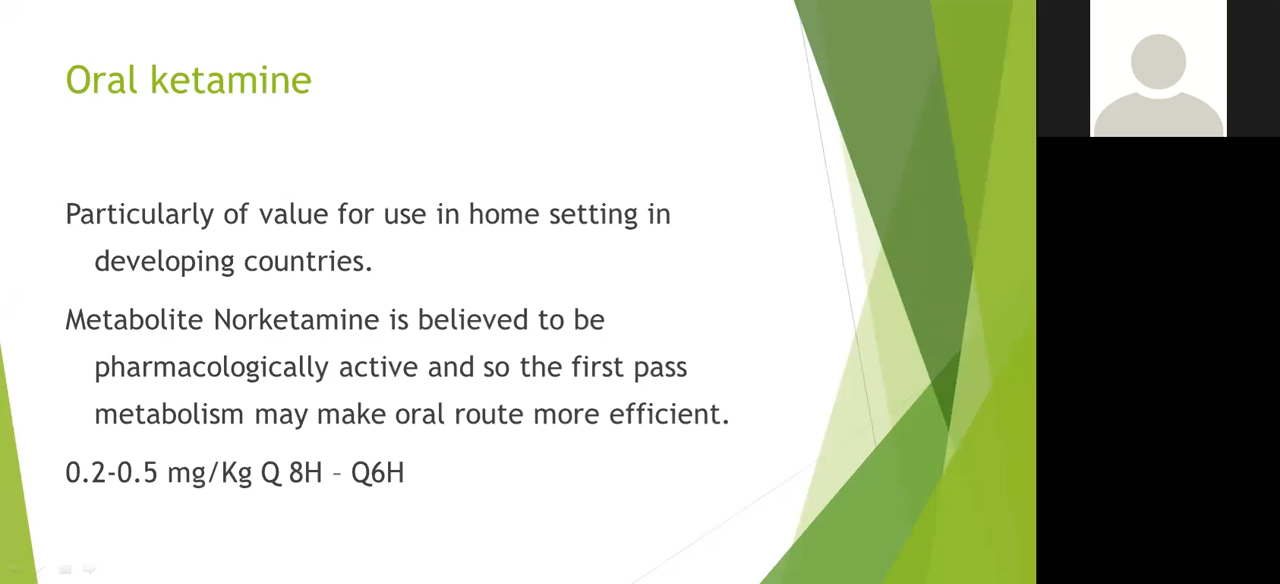 Oral ketamine
Particularly of value for use in home setting in
developing countries.
Metabolite Norketamine is believed to be
pharmacologically active and so the first pass
metabolism may make oral route more efficient.
0.2-0.5 mg/Kg Q 8H – Q6H